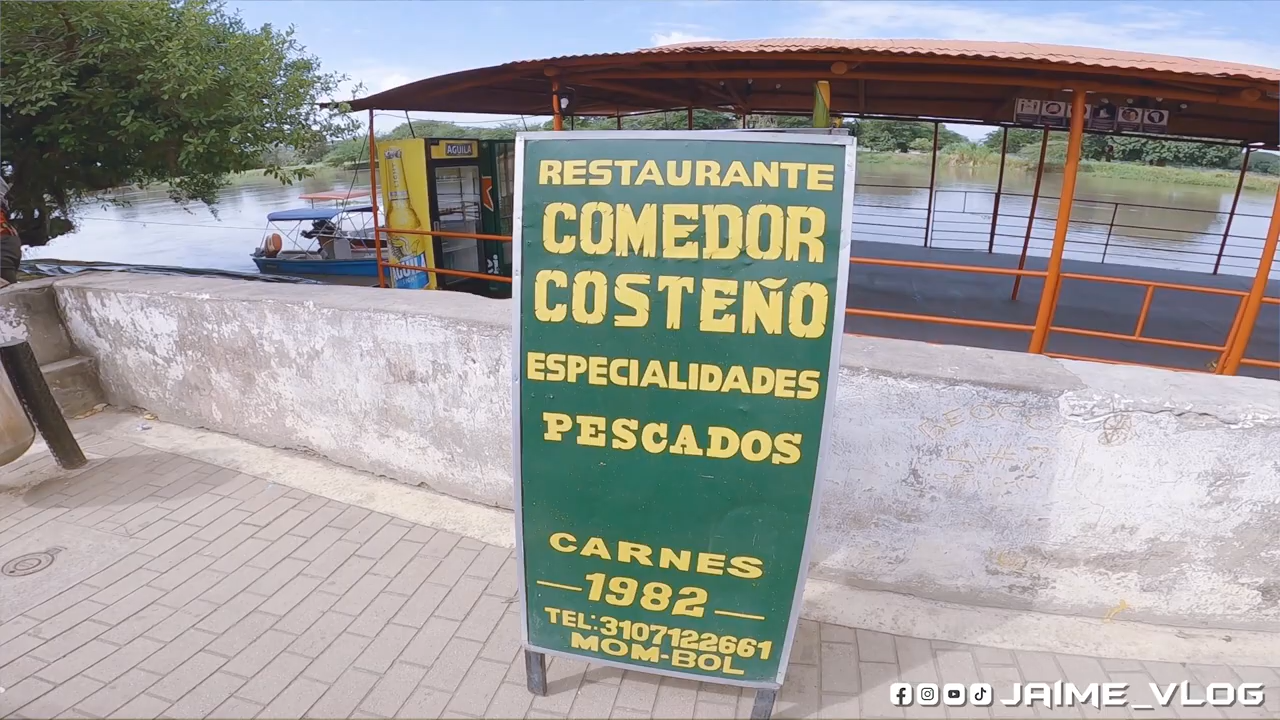 AGUILA
RESTAURANTE
COMEDOR
COSTEÑO
ESPECIALIDADES
PESCADOS
CARNES
1982
TEL:3107122661
MOM-BOL
JAIME_VLOG